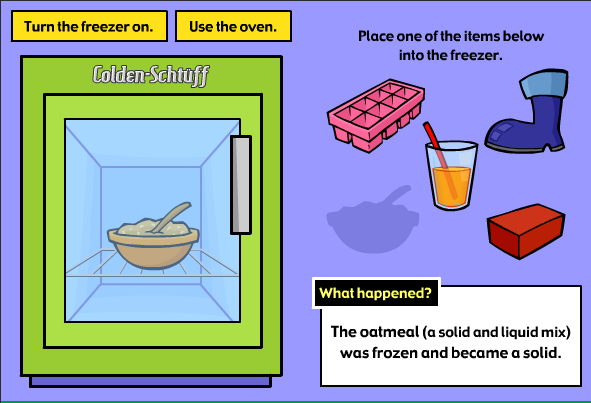 Turn the freezer on.
Use the oven.
Place one of the items below
into the freezer.
Colden-Schtüff
What happened?
The oatmeal (a solid and liquid mix)
was frozen and became a solid.